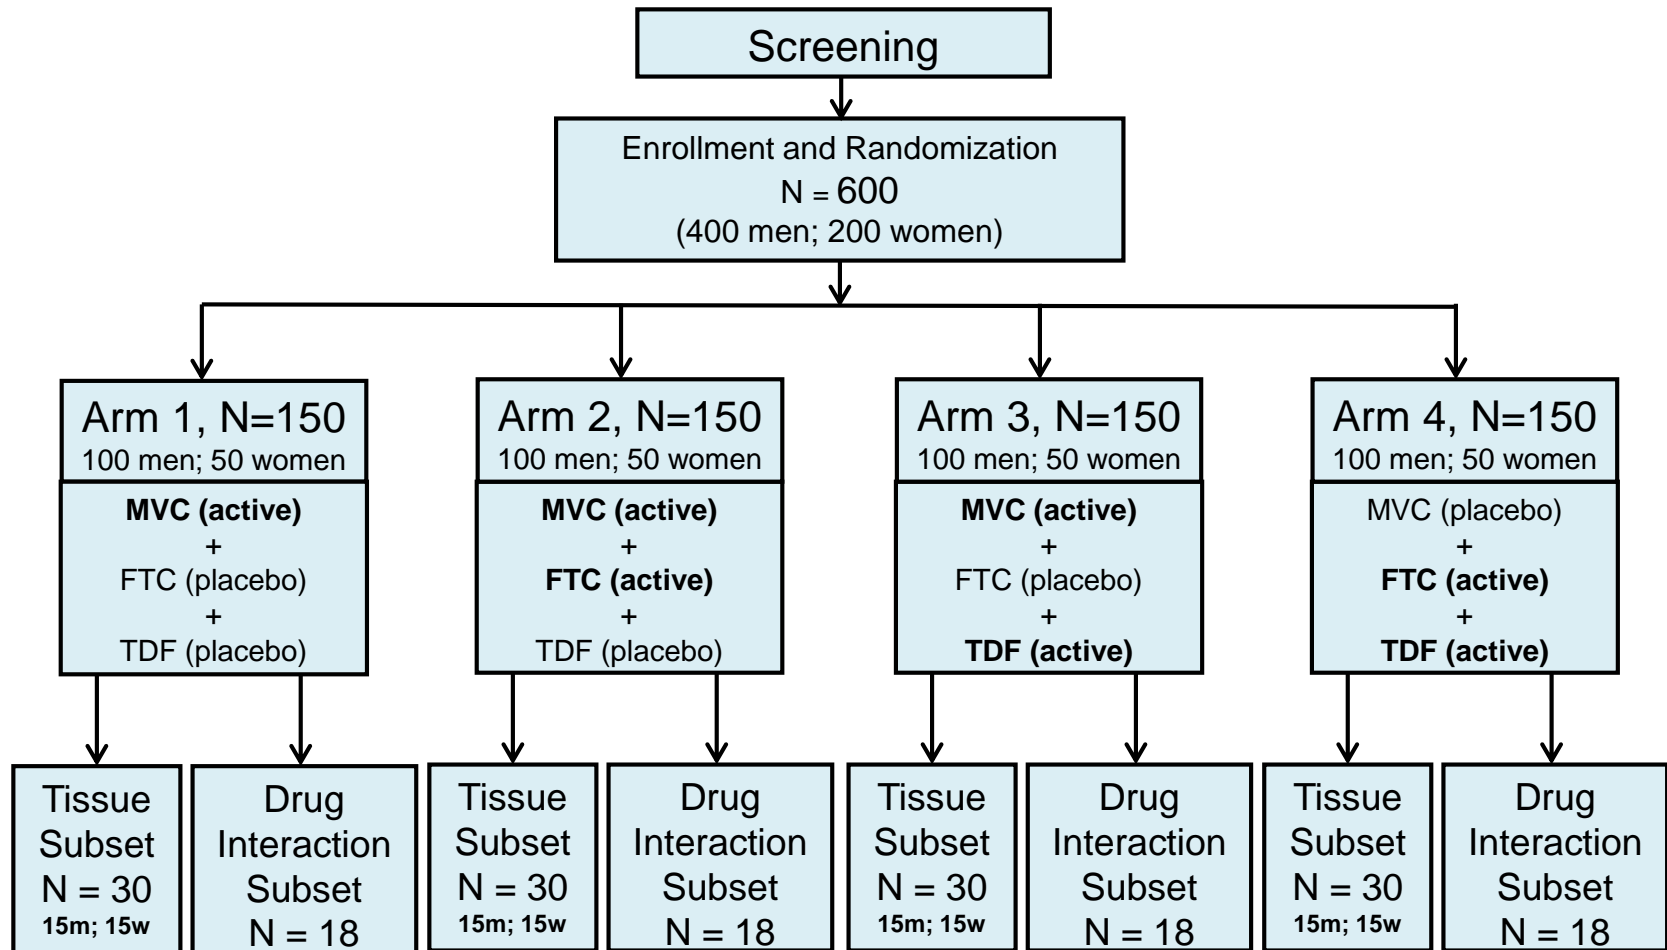 Screening
Enrollment and Randomization
N = 600
(400 men; 200 women)
Arm 1, N=150
100 men; 50 women
MVC (active)
+
FTC (placebo)
+
TDF (placebo)
Arm 2, N=150
100 men; 50 women
MVC (active)
+
FTC (active)
+
TDF (placebo)
Arm 3, N=150
100 men; 50 women
MVC (active)
+
FTC (placebo)
+
TDF (active)
Arm 4, N=150
100 men; 50 women
MVC (placebo)
+
FTC (active)
+
TDF (active)
Tissue
Subset
N = 30
15m; 15w
Drug
Interaction
Subset
N = 18
Tissue
Subset
N = 30
15m; 15w
Drug
Interaction
Subset
N = 18
Tissue
Subset
N = 30
15m; 15w
Drug
Interaction
Subset
N = 18
Tissue
Subset
N = 30
15m; 15w
Drug
Interaction
Subset
N = 18